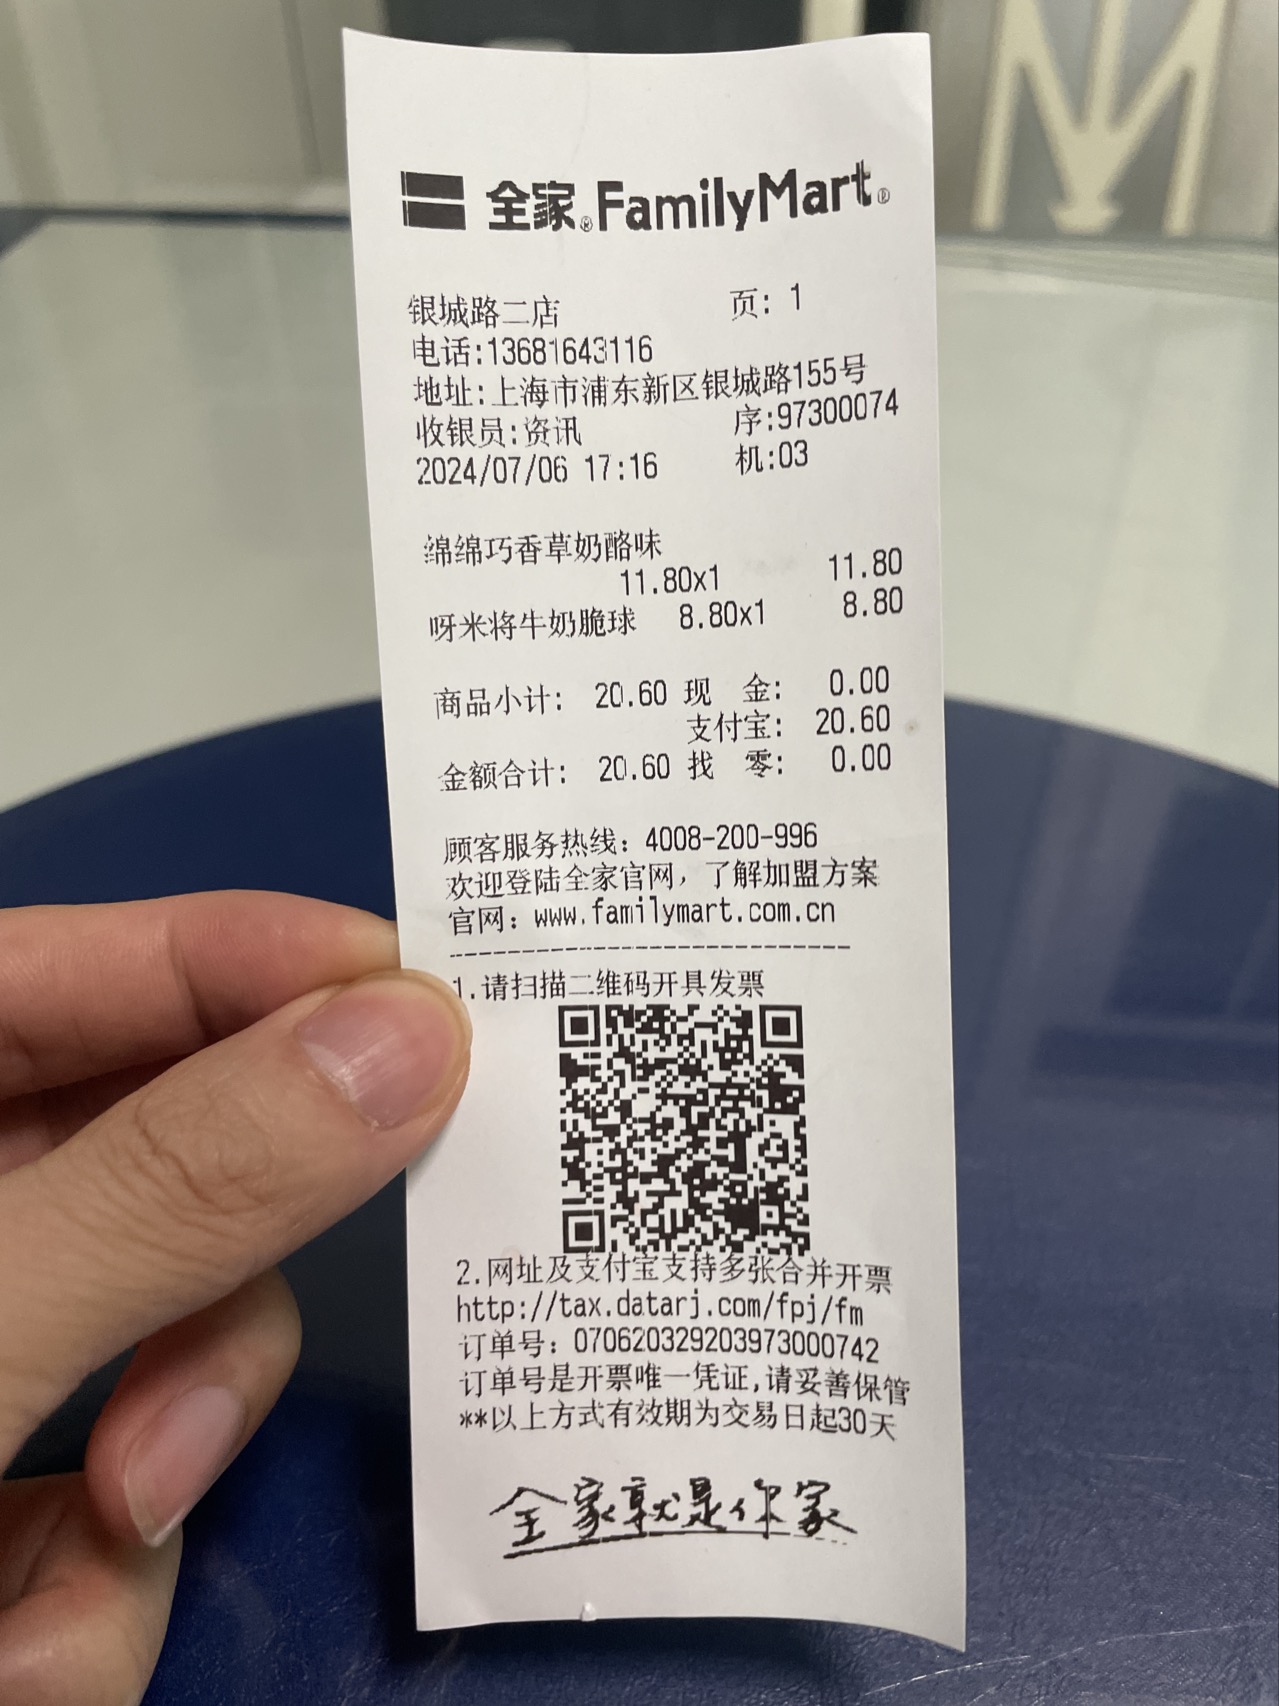 全家®FamilyMart®
银城路二店 页: 1
电话:13681643116
地址:上海市浦东新区银城路155号
收银员:资讯 序:97300074
2024/07/06 17:16 机:03
绵绵巧香草奶酪味
11.80x1 11.80
呀米将牛奶脆球 8.80x1 8.80
商品小计: 20.60 现 金: 0.00
支付宝: 20.60
金额合计: 20.60 找 零: 0.00
顾客服务热线: 4008-200-996
欢迎登陆全家官网, 了解加盟方案
官网: www.familymart.com.cn
1.请扫描二维码开具发票
2.网址及支付宝支持多张合并开票
http://tax.datarj.com/fpj/fm
订单号: 070620329203973000742
订单号是开票唯一凭证,请妥善保管
**以上方式有效期为交易日起30天
全家就是你家